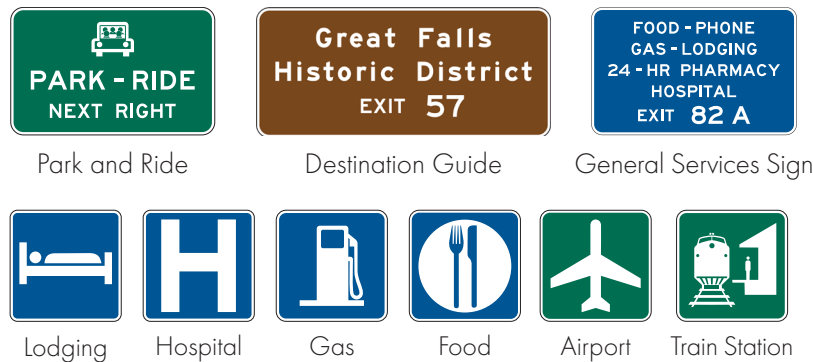 PARK - RIDE
NEXT RIGHT
Park and Ride
Great Falls
Historic District
EXIT 57
Destination Guide
FOOD - PHONE
GAS - LODGING
24 - HR PHARMACY
HOSPITAL
EXIT 82 A
General Services Sign
Lodging
H
Hospital
Gas
Food
Airport
Train Station